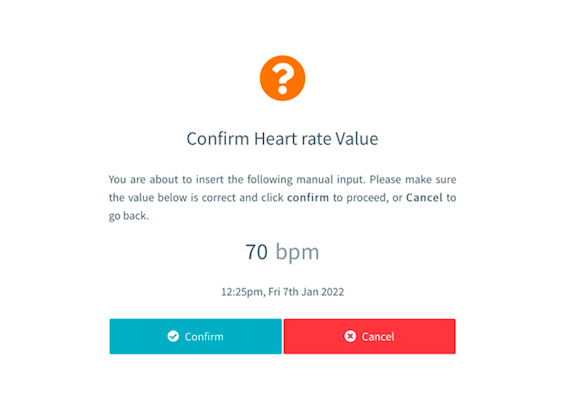 ?
Confirm Heart rate Value
You are about to insert the following manual input. Please make sure
the value below is correct and click confirm to proceed, or Cancel to
go back.
70 bpm
12:25pm, Fri 7th Jan 2022
Confirm
Cancel